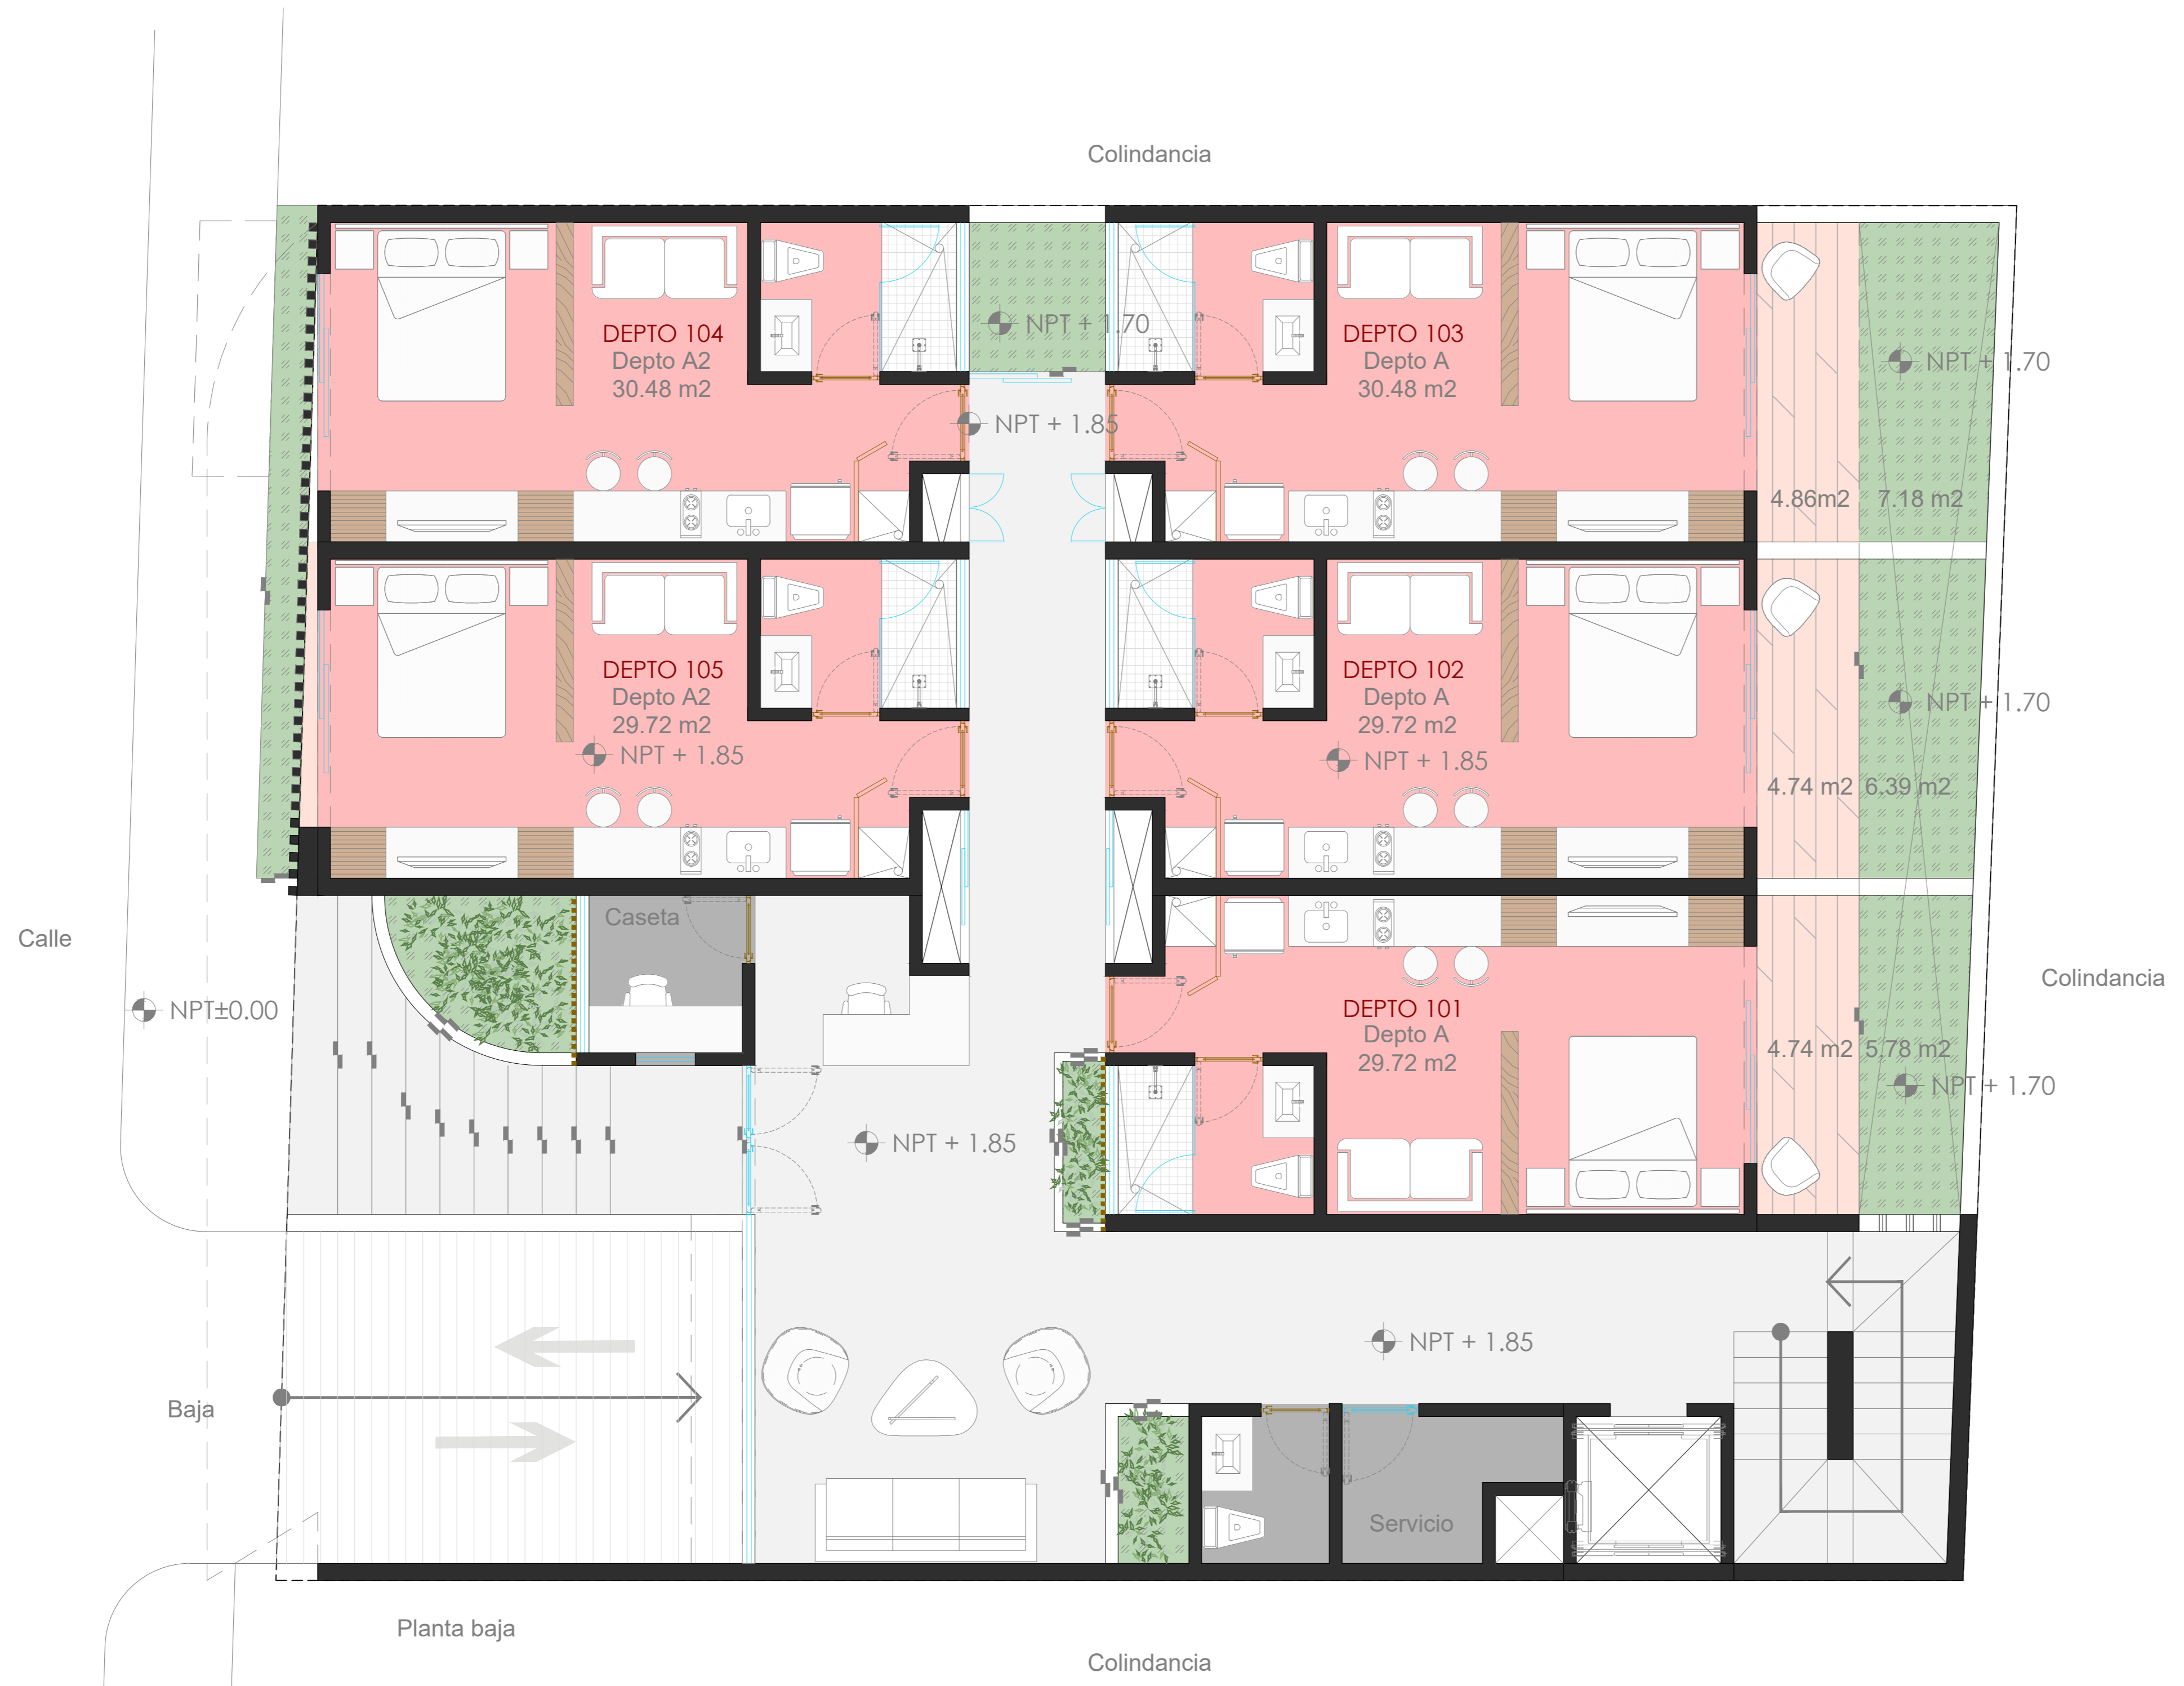 Colindancia
DEPTO 104
Depto A2
30.48 m2
NPT + 1.70
DEPTO 103
Depto A
30.48 m2
NPT + 1.70
NPT + 1.85
4.86m2
7.18 m2
DEPTO 105
Depto A2
29.72 m2
NPT + 1.85
DEPTO 102
Depto A
29.72 m2
NPT + 1.85
NPT + 1.70
4.74 m2
6.39 m2
Caseta
Calle
NPT±0.00
DEPTO 101
Depto A
29.72 m2
4.74 m2
5.78 m2
NPT + 1.70
Colindancia
NPT + 1.85
NPT + 1.85
Baja
Servicio
Planta baja
Colindancia